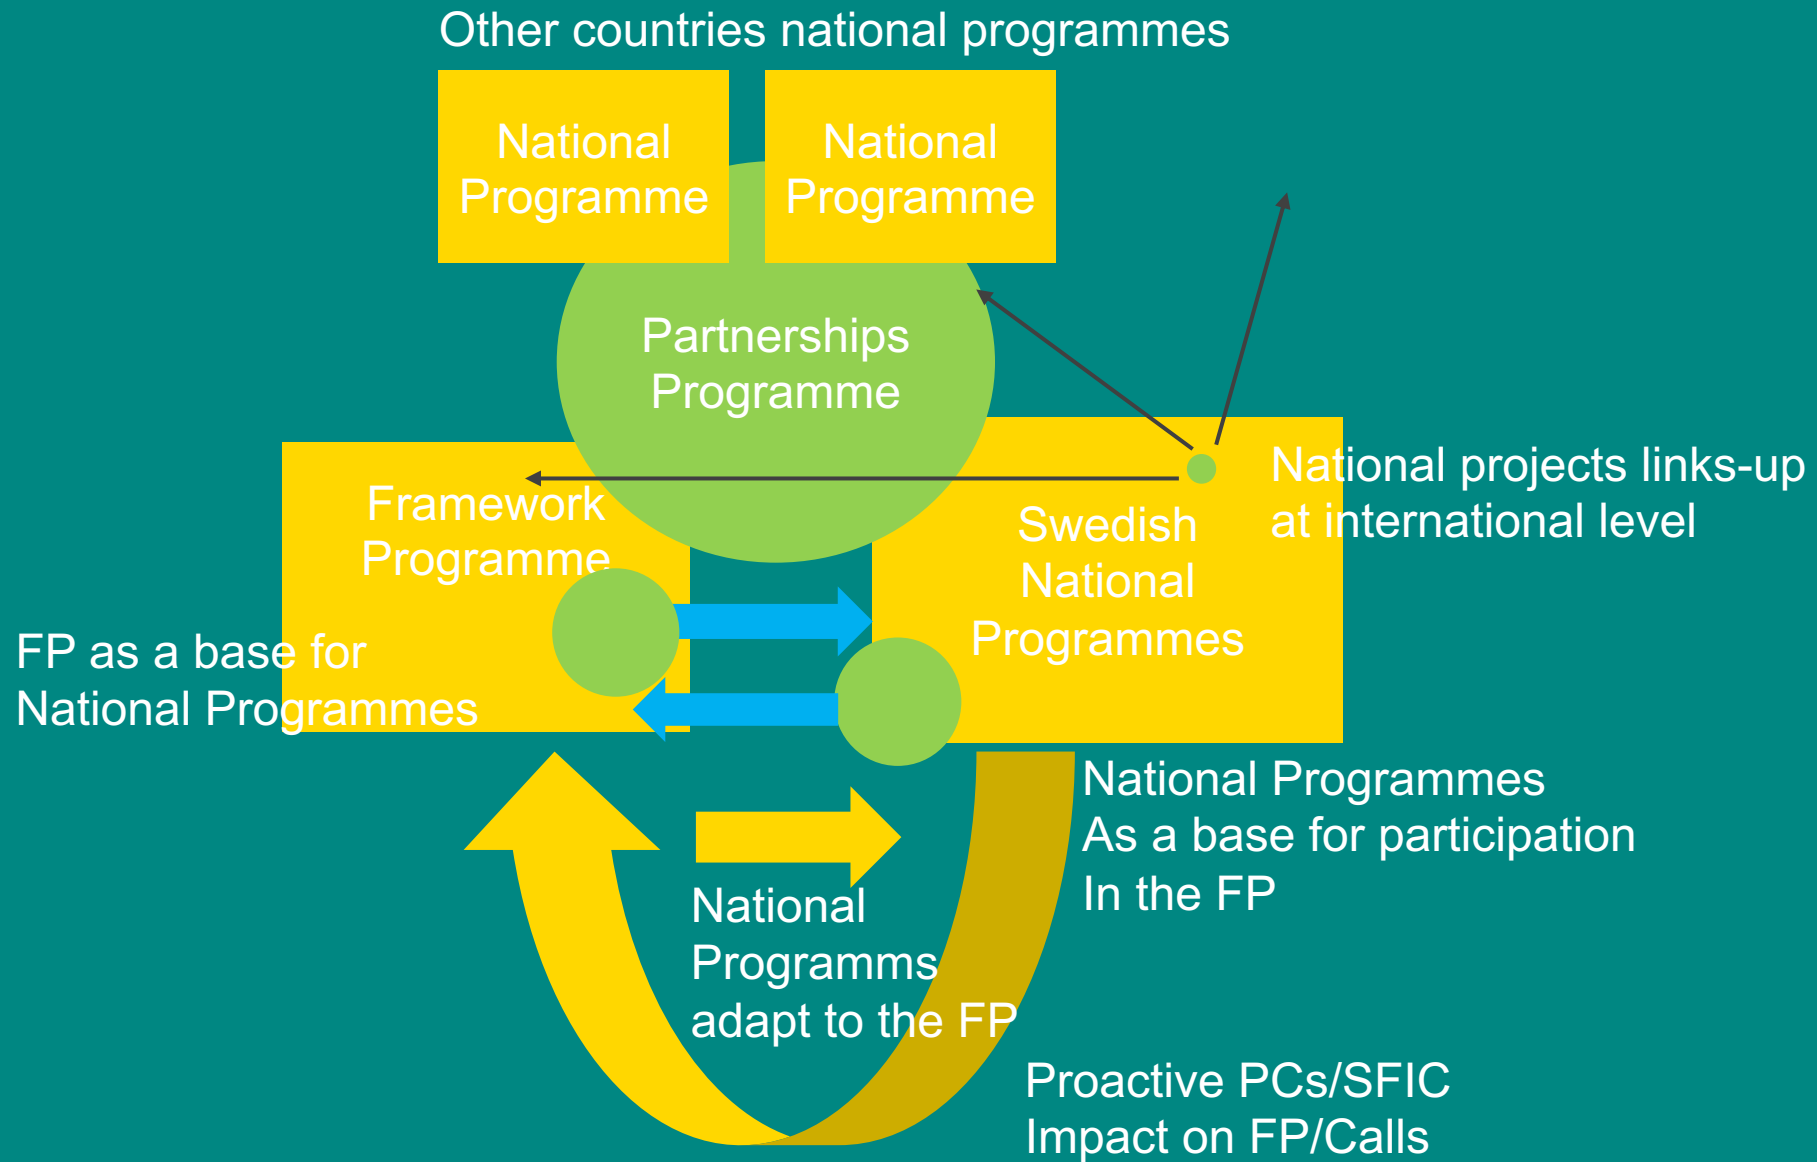 Other countries national programmes
National
Programme
National
Programme
Partnerships
Programme
Framework
Programme
Swedish
National
Programmes
National projects links-up
at international level
FP as a base for
National Programmes
National Programmes
As a base for participation
In the FP
National
Programms
adapt to the FP
Proactive PCs/SFIC
Impact on FP/Calls